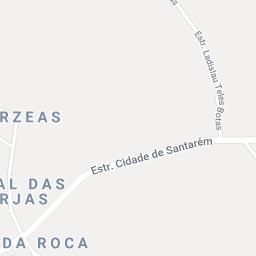 Estr. Ladislau Teles Botas
RZEAS
Estr. Cidade de Santarém
AL DAS
RJAS
DA ROCA